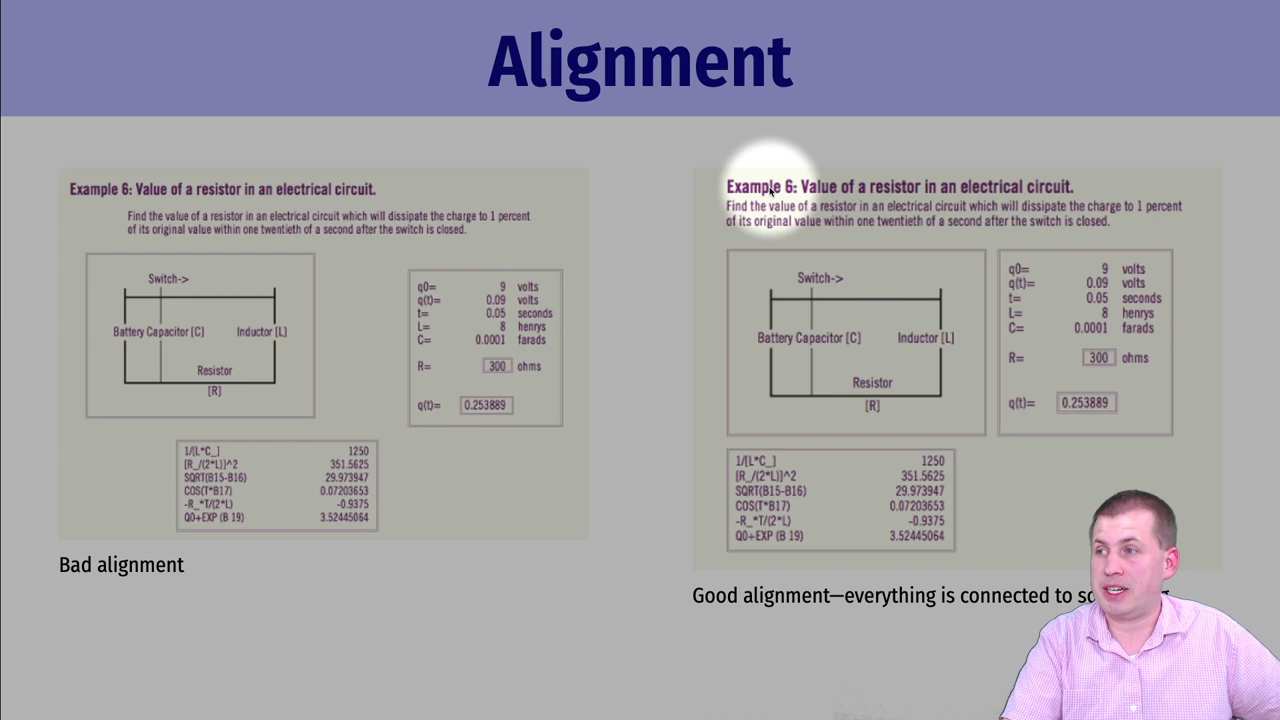 Alignment
Example 6: Value of a resistor in an electrical circuit.
Find the value of a resistor in an electrical circuit which will dissipate the charge to 1 percent
of its original value within one twentieth of a second after the switch is closed.
Switch->
Battery Capacitor [C] Inductor [L]
Resistor
[R]
q0= 9 volts
q(t)= 0.09 volts
t= 0.05 seconds
L= 8 henrys
C= 0.0001 farads
R= 300 ohms
q(t)= 0.253889
1/[L*C_] 1250
[R_/(2*L)]^2 351.5625
SQRT(B15-B16) 29.973947
COS(T*B17) 0.07203653
-R_*T/(2*L) -0.9375
Q0+EXP (B 19) 3.52445064
Bad alignment
Example 6: Value of a resistor in an electrical circuit.
Find the value of a resistor in an electrical circuit which will dissipate the charge to 1 percent
of its original value within one twentieth of a second after the switch is closed.
Switch->
Battery Capacitor [C] Inductor [L]
Resistor
[R]
q0= 9 volts
q(t)= 0.09 volts
t= 0.05 seconds
L= 8 henrys
C= 0.0001 farads
R= 300 ohms
q(t)= 0.253889
1/[L*C_] 1250
[R_/(2*L)]^2 351.5625
SQRT(B15-B16) 29.973947
COS(T*B17) 0.07203653
-R_*T/(2*L) -0.9375
Q0+EXP (B 19) 3.52445064
Good alignment—everything is connected to